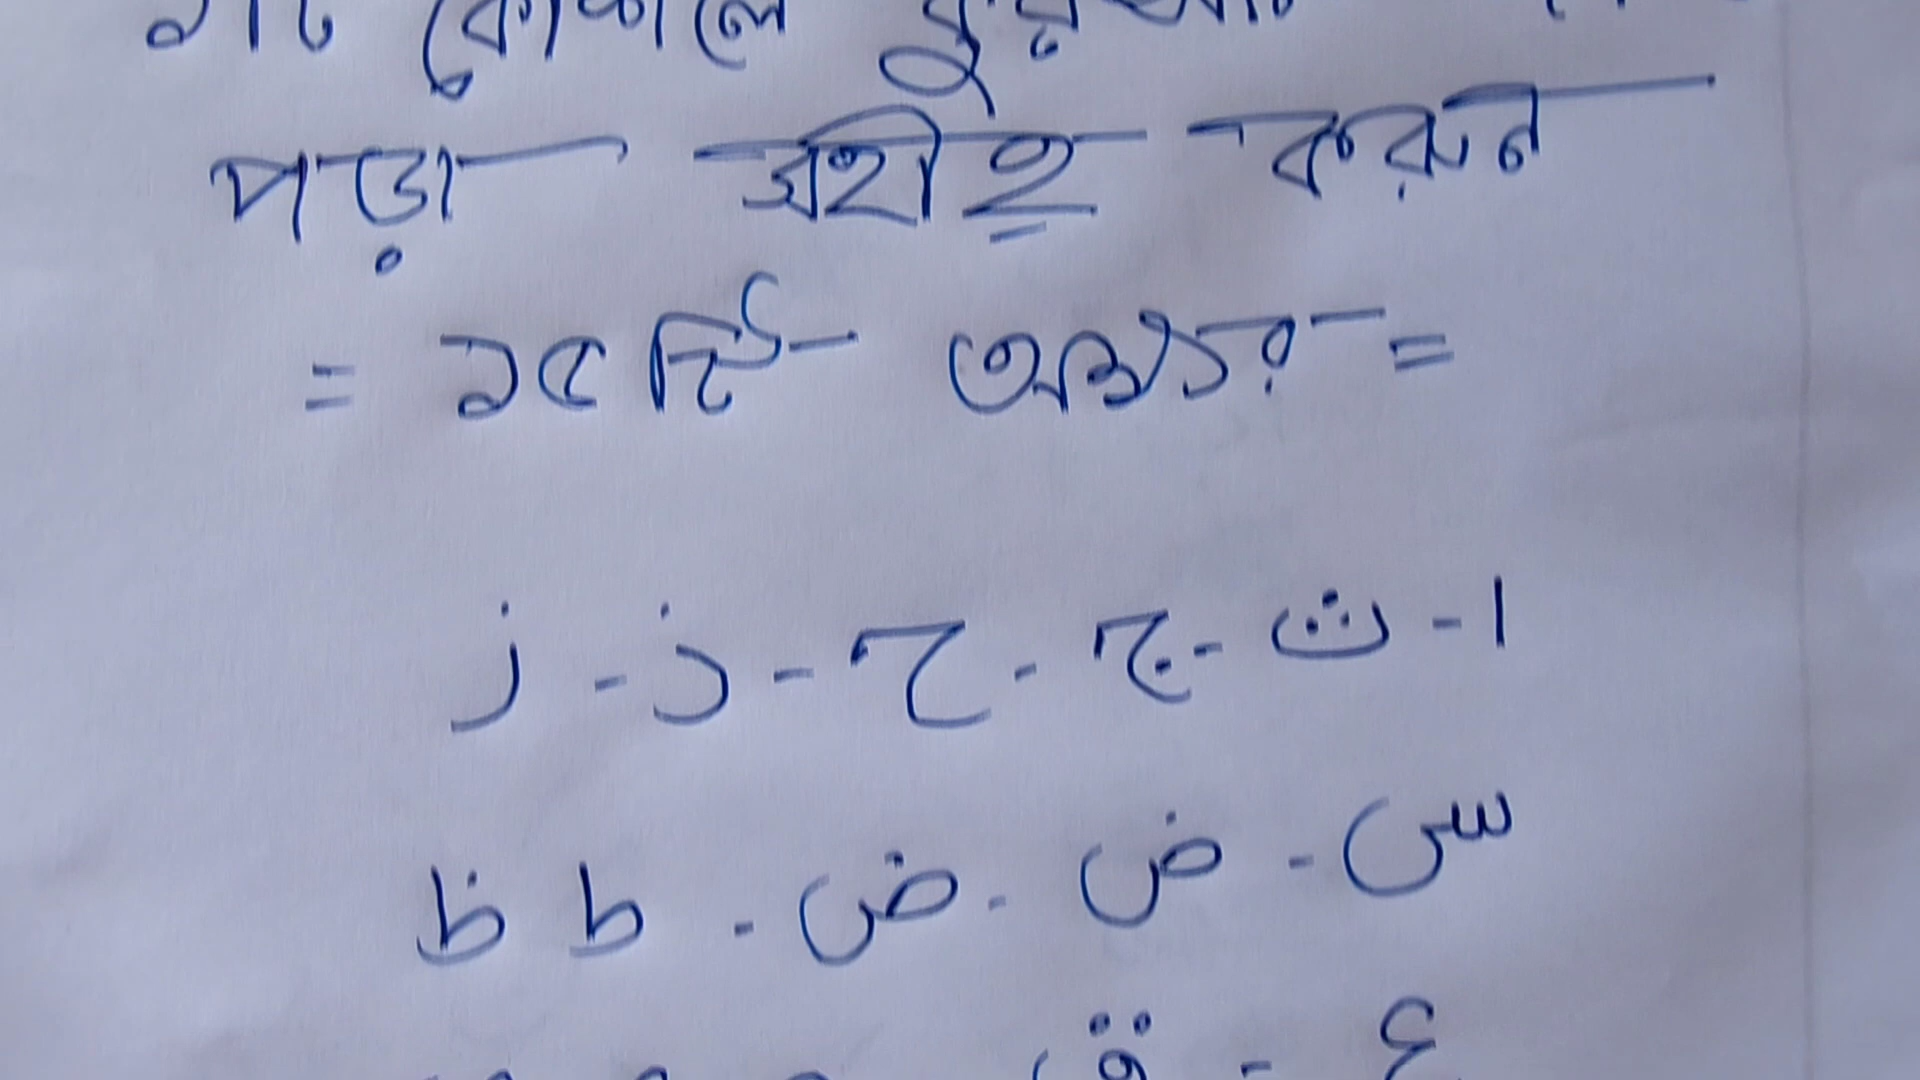 পড়া সহীহ্ করুন
= ১৫টি অক্ষর =
ا - ث - ج - ح - ذ - ز
س - ض - ض - ط ظ
ع - ق